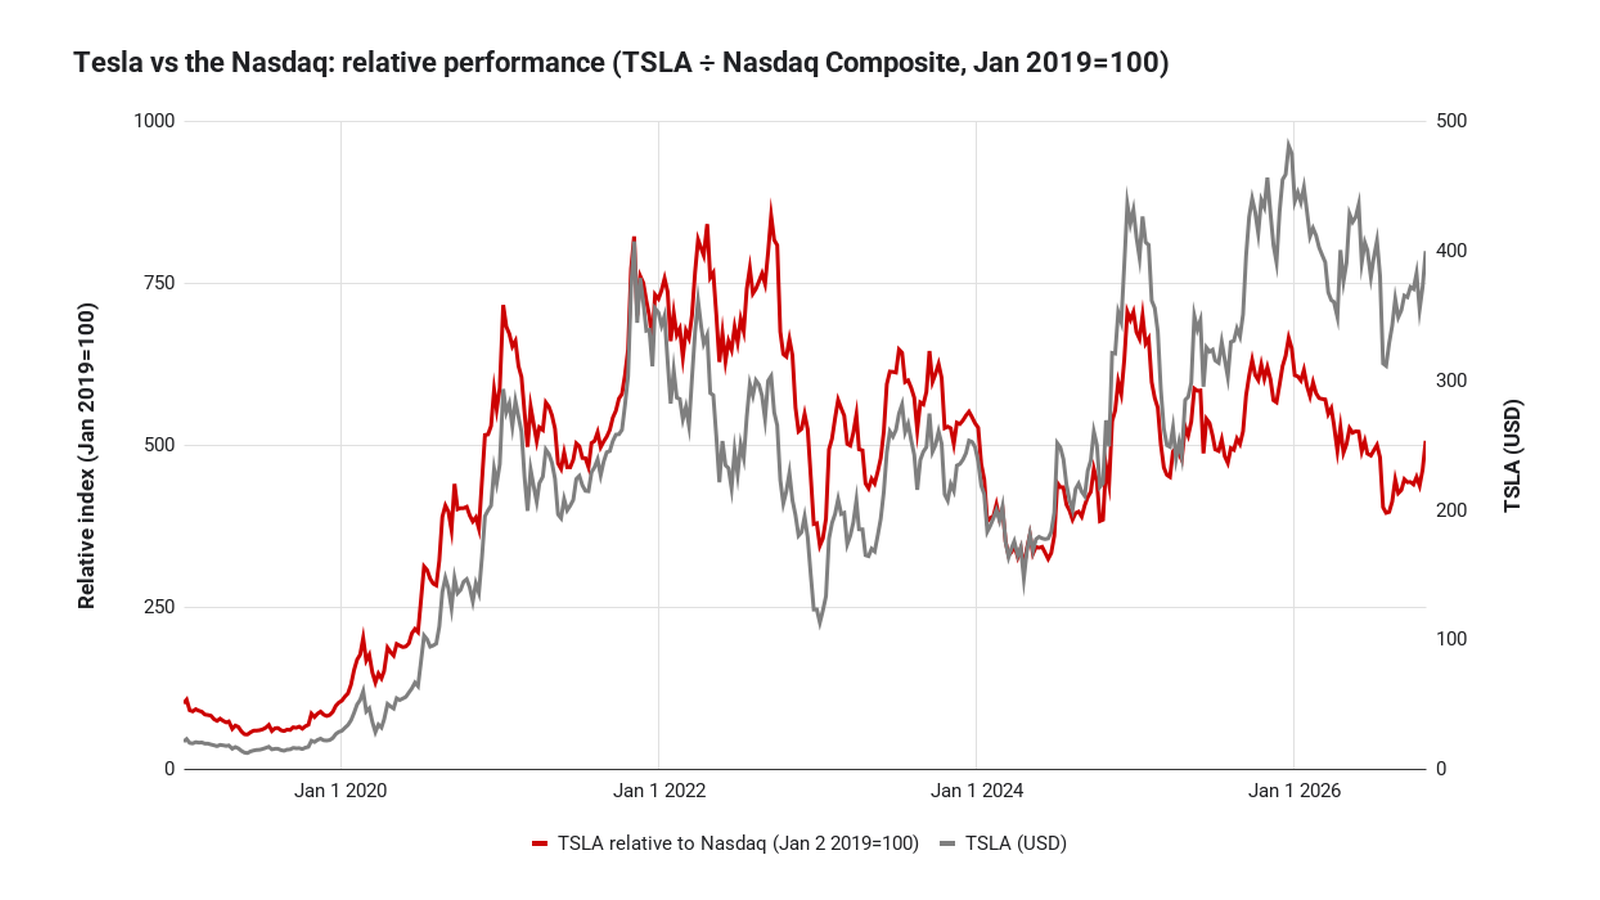 Tesla vs the Nasdaq: relative performance (TSLA ÷ Nasdaq Composite, Jan 2019=100)
1000
750
500
250
0
Relative index (Jan 2019=100)
500
400
300
200
100
0
TSLA (USD)
Jan 1 2020
Jan 1 2022
Jan 1 2024
Jan 1 2026
TSLA relative to Nasdaq (Jan 2 2019=100)
TSLA (USD)